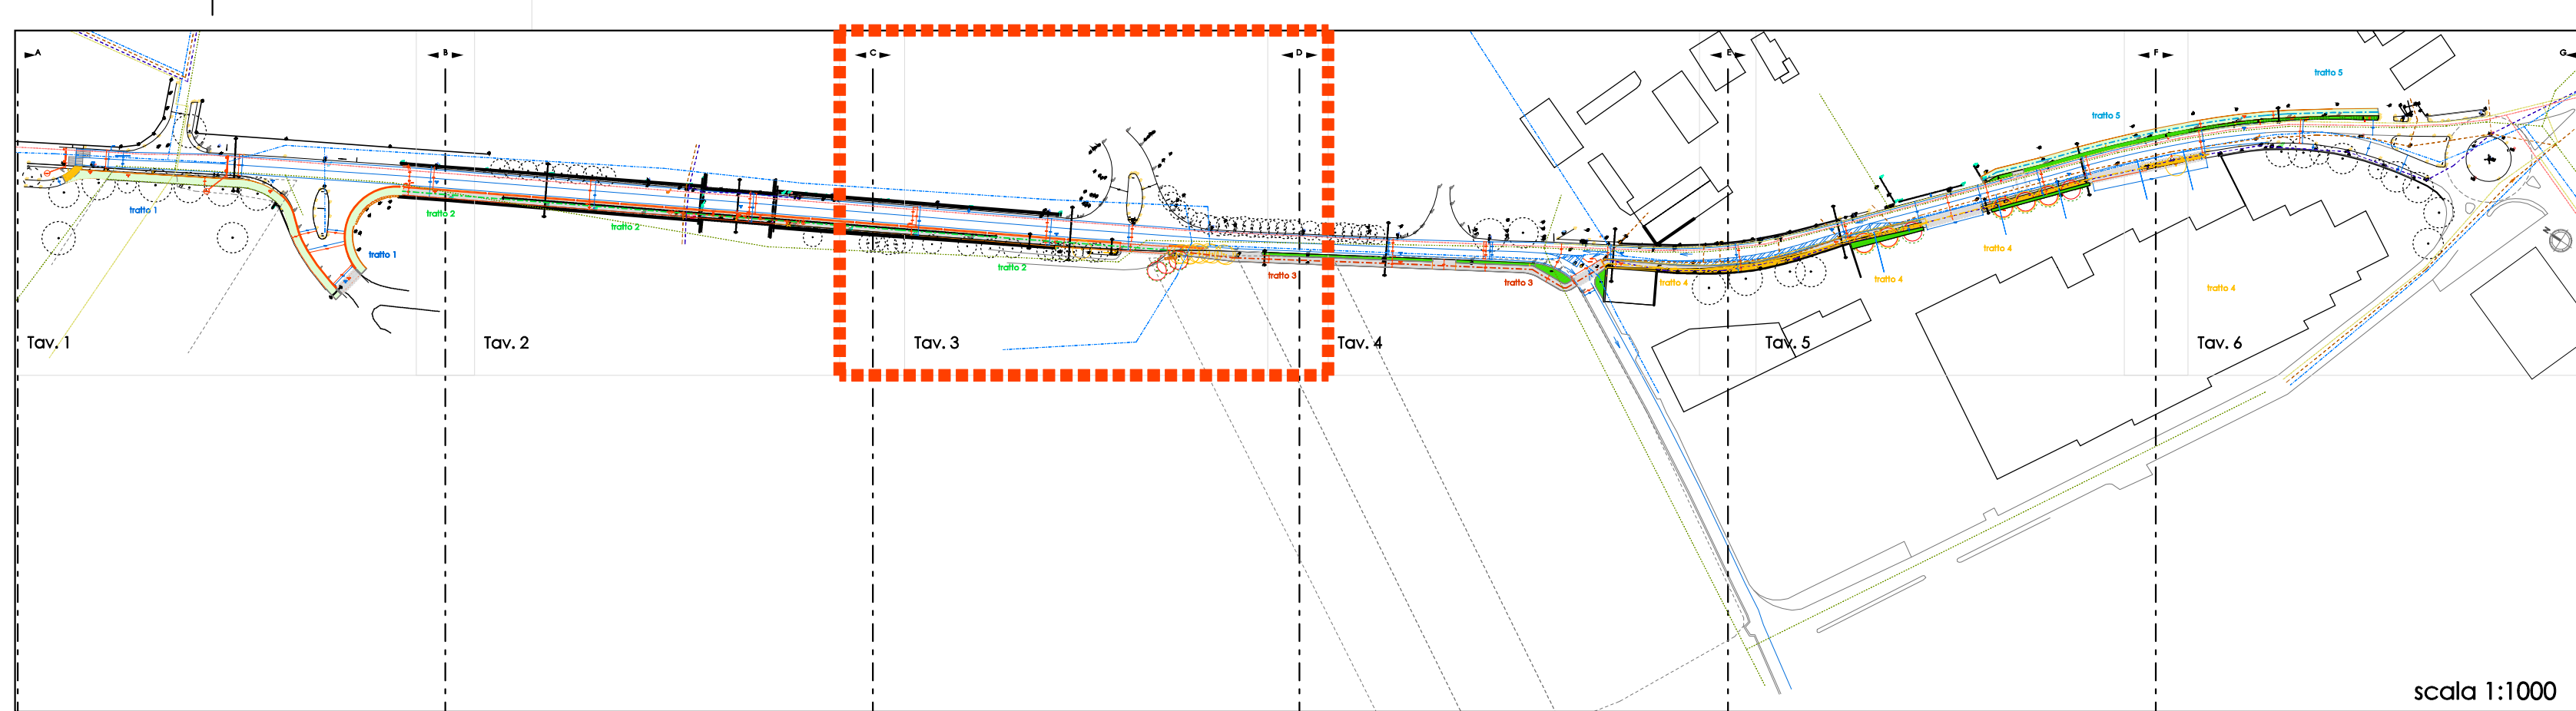 A
B
C
D
E
F
G
tratto 5
tratto 5
tratto 1
tratto 2
tratto 2
tratto 1
tratto 2
tratto 3
tratto 3
tratto 4
tratto 4
tratto 4
tratto 4
N
Tav. 1
Tav. 2
Tav. 3
Tav. 4
Tav. 5
Tav. 6
scala 1:1000